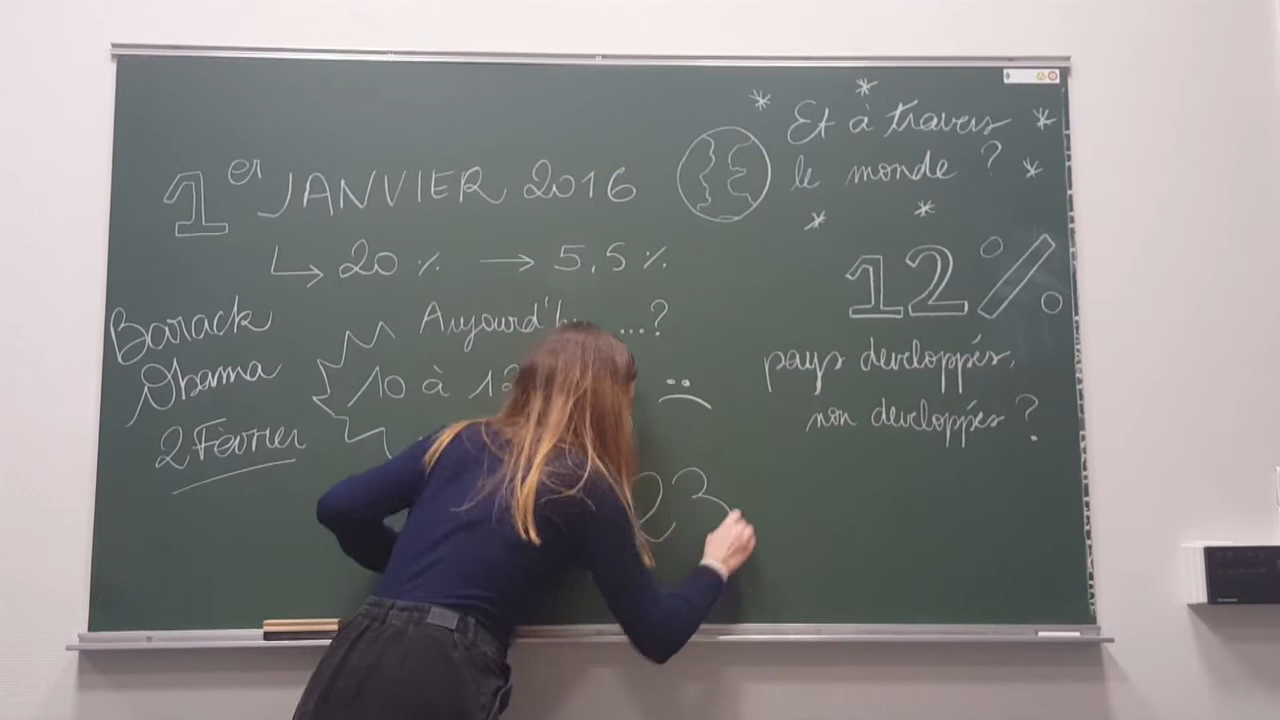 1er JANVIER 2016
20 % → 5,5 %
Aujourd'h ...?
10 à 12
23
Barack
Obama
2 Février
Et à travers
le monde ?
12%
pays developpés,
non developpés ?